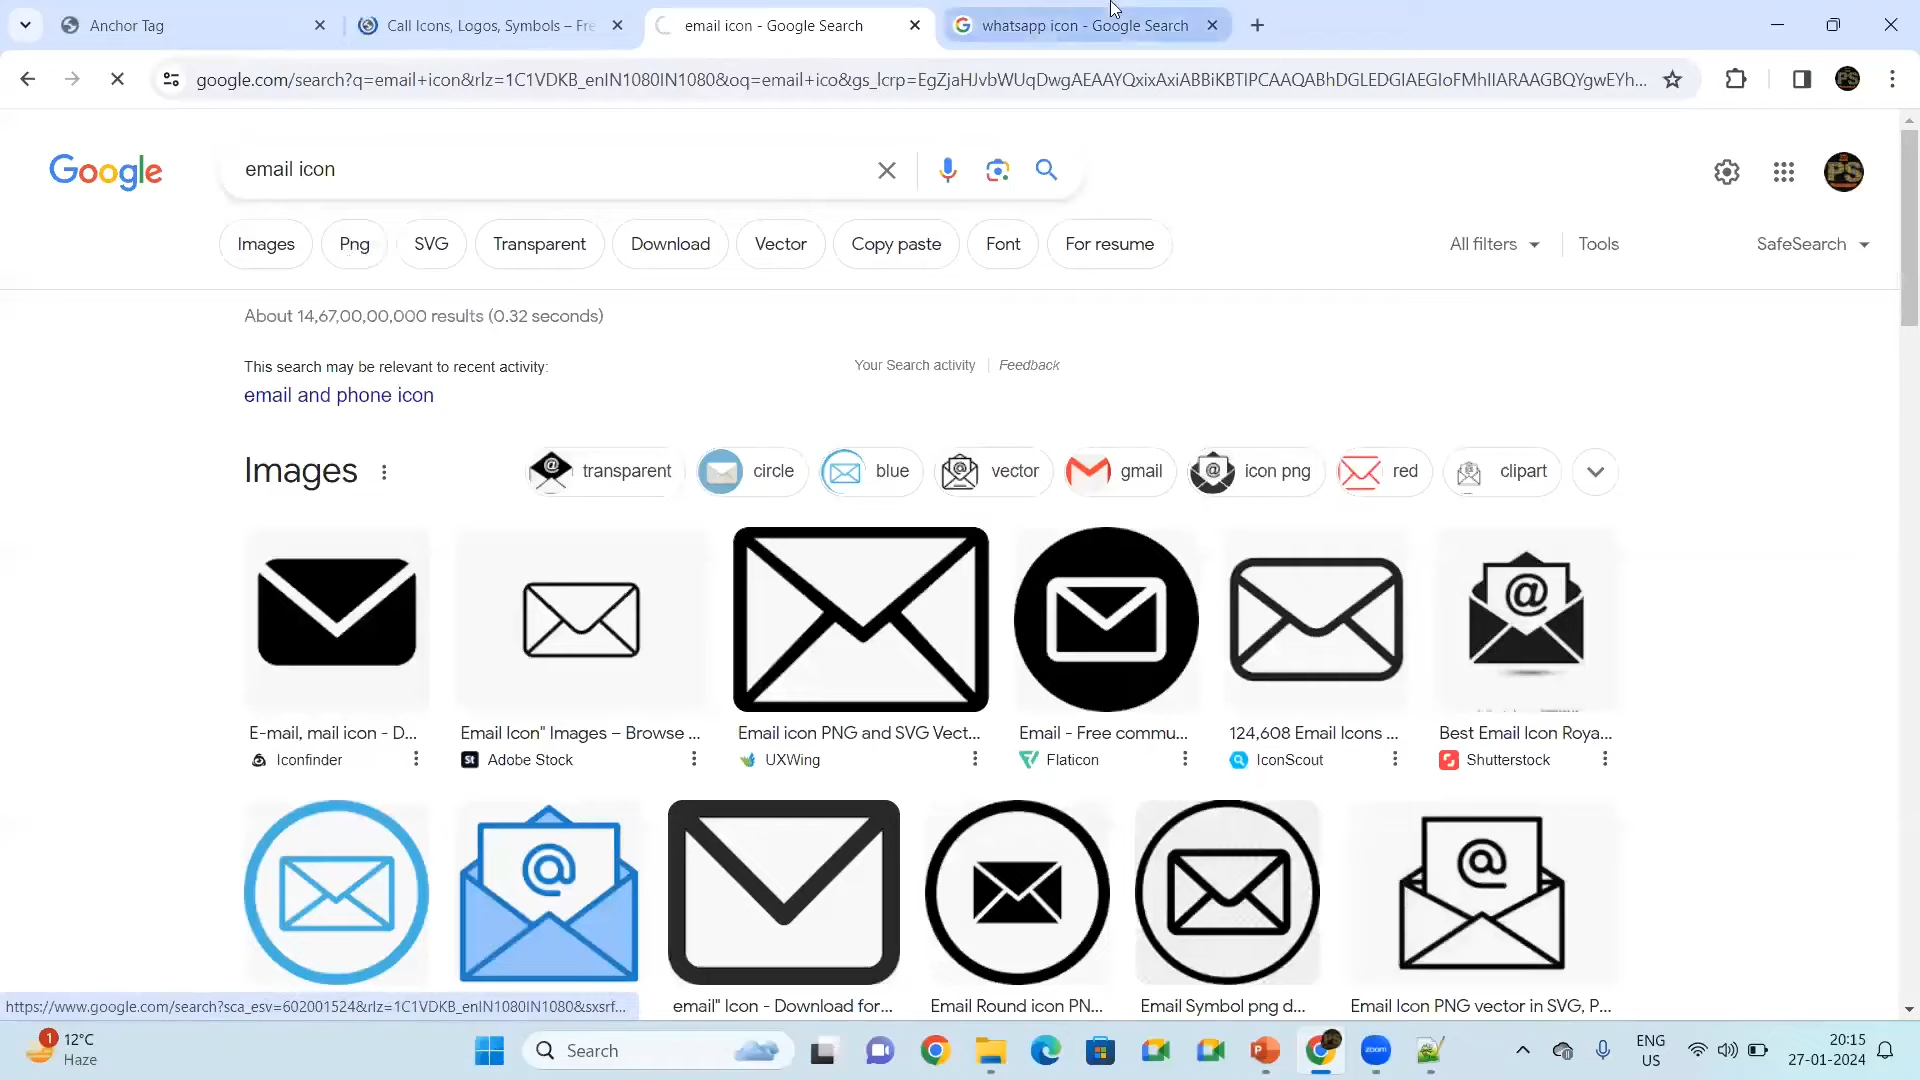 Anchor Tag
Call Icons, Logos, Symbols – Fre
email icon - Google Search
whatsapp icon - Google Search
google.com/search?q=email+icon&rlz=1C1VDKB_enIN1080IN1080&oq=email+ico&gs_lcrp=EgZjaHJvbWUqDwgAEAAYQxixAxiABBiKBTIPCAAQABhDGLEDGIAEGIoFMhIIARAAGBQYgwEYh...
Google
email icon
PS
Images
Png
SVG
Transparent
Download
Vector
Copy paste
Font
For resume
All filters
Tools
SafeSearch
About 14,67,00,00,000 results (0.32 seconds)
This search may be relevant to recent activity:
Your Search activity
Feedback
email and phone icon
Images
transparent
circle
blue
vector
gmail
icon png
red
clipart
E-mail, mail icon - D...
Email Icon" Images – Browse ...
Email icon PNG and SVG Vect...
Email - Free commu...
124,608 Email Icons ...
Best Email Icon Roya...
Iconfinder
St Adobe Stock
UXWing
Flaticon
IconScout
Shutterstock
https://www.google.com/search?sca_esv=602001524&rlz=1C1VDKB_enIN1080IN1080&sxsrf...
email" Icon - Download for...
Email Round icon PN...
Email Symbol png d...
Email Icon PNG vector in SVG, P...
1
12°C
Haze
Search
zoom
ENG
US
20:15
27-01-2024